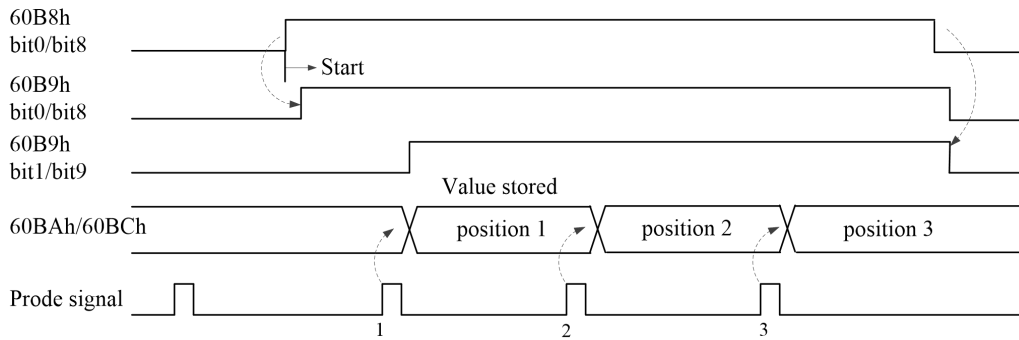 60B8h
bit0/bit8
Start
60B9h
bit0/bit8
60B9h
bit1/bit9
Value stored
60BAh/60BCh
position 1
position 2
position 3
Prode signal
1
2
3